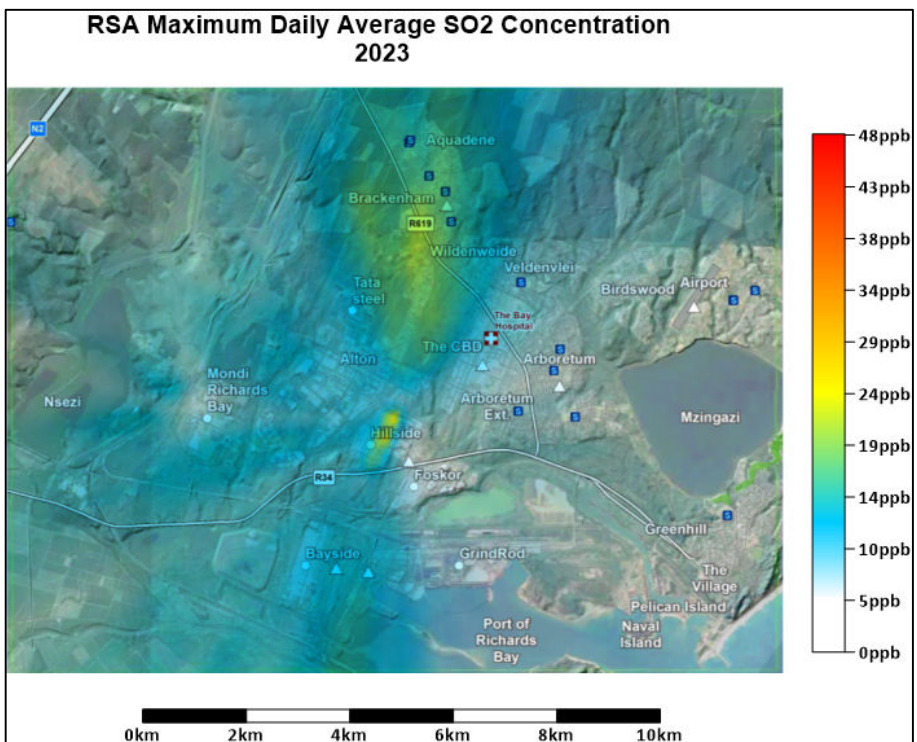 RSA Maximum Daily Average SO2 Concentration
2023
N2
S
Aquadene
S
S
Brackenham
S
R619
S
Wildenweide
Veldenvlei
S
Tata
steel
Birdswood
Airport
S
S
The Bay
Hospital
The CBD
Alton
S
Arboretum
S
Mondi
Richards
Bay
Nsezi
Arboretum
Ext.
S
S
Mzingazi
Hillside
R34
Foskor
S
Greenhill
Bayside
GrindRod
The
Village
Pelican Island
Naval
Island
Port of
Richards
Bay
48ppb
43ppb
38ppb
34ppb
29ppb
24ppb
19ppb
14ppb
10ppb
5ppb
0ppb
0km
2km
4km
6km
8km
10km